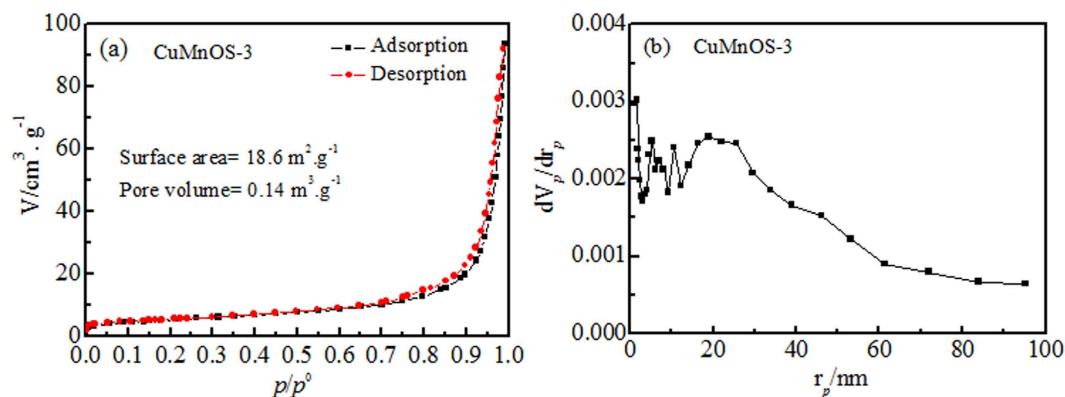 (a) CuMnOS-3
Adsorption
Desorption
Surface area= 18.6 m².g⁻¹
Pore volume= 0.14 m³.g⁻¹
V/cm³ . g⁻¹
100
80
60
40
20
0
0.0 0.1 0.2 0.3 0.4 0.5 0.6 0.7 0.8 0.9 1.0
p/p⁰
(b) CuMnOS-3
dVₚ/drₚ
0.004
0.003
0.002
0.001
0.000
0 20 40 60 80 100
rₚ/nm